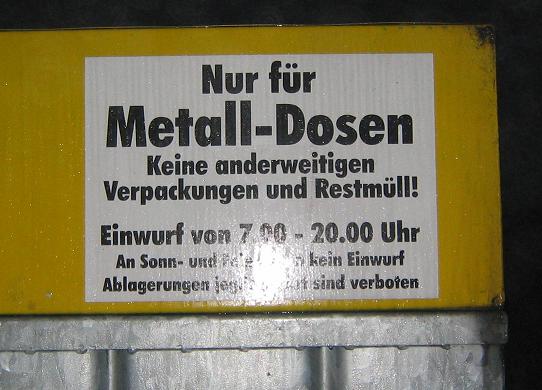 Nur für
Metall-Dosen
Keine anderweitigen
Verpackungen und Restmüll!
Einwurf von 7.00 - 20.00 Uhr
An Sonn- und kein Einwurf
Ablagerungen sind verboten